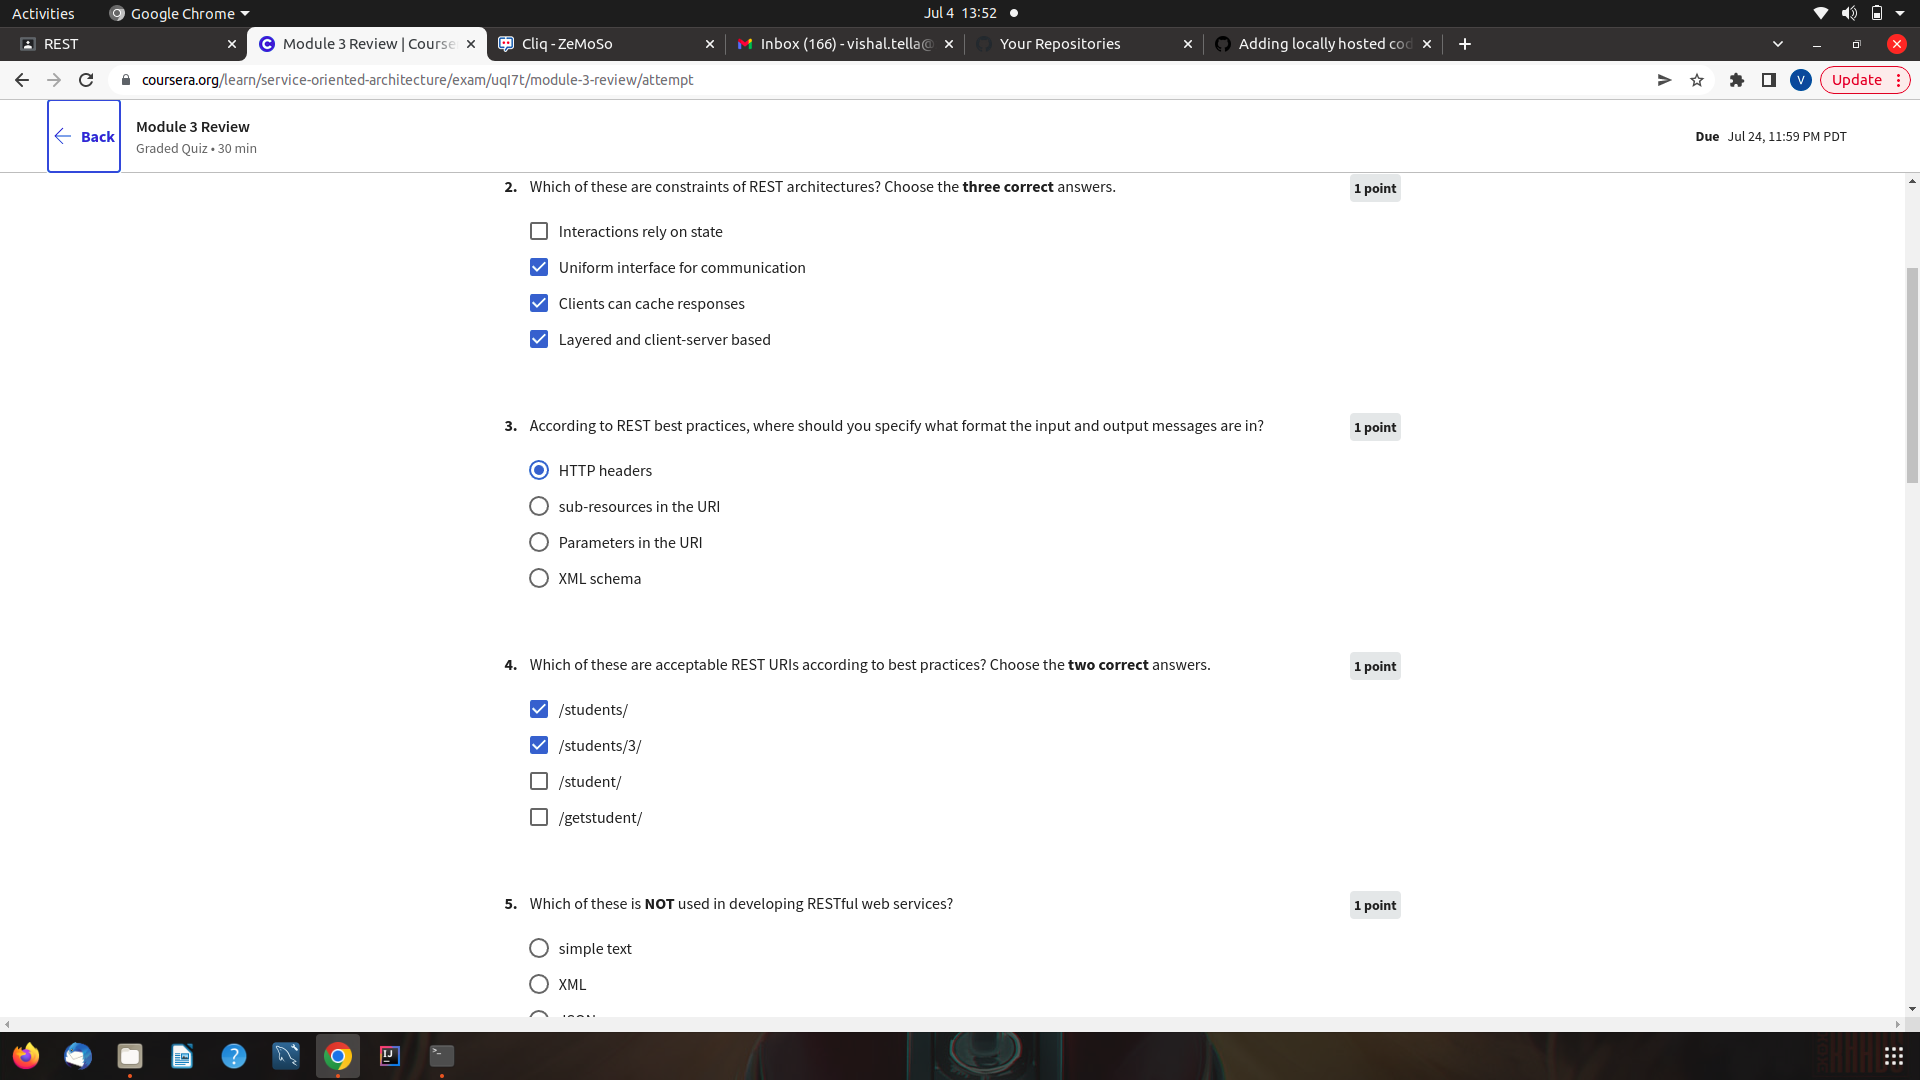 Activities
Google Chrome
Jul 4 13:52
REST
Module 3 Review | Course
Cliq - ZeMoSo
Inbox (166) - vishal.tella@
Your Repositories
Adding locally hosted cod
coursera.org/learn/service-oriented-architecture/exam/uqI7t/module-3-review/attempt
V
Update
Back
Module 3 Review
Graded Quiz • 30 min
Due Jul 24, 11:59 PM PDT
2. Which of these are constraints of REST architectures? Choose the three correct answers.
1 point
Interactions rely on state
Uniform interface for communication
Clients can cache responses
Layered and client-server based
3. According to REST best practices, where should you specify what format the input and output messages are in?
1 point
HTTP headers
sub-resources in the URI
Parameters in the URI
XML schema
4. Which of these are acceptable REST URIs according to best practices? Choose the two correct answers.
1 point
/students/
/students/3/
/student/
/getstudent/
5. Which of these is NOT used in developing RESTful web services?
1 point
simple text
XML